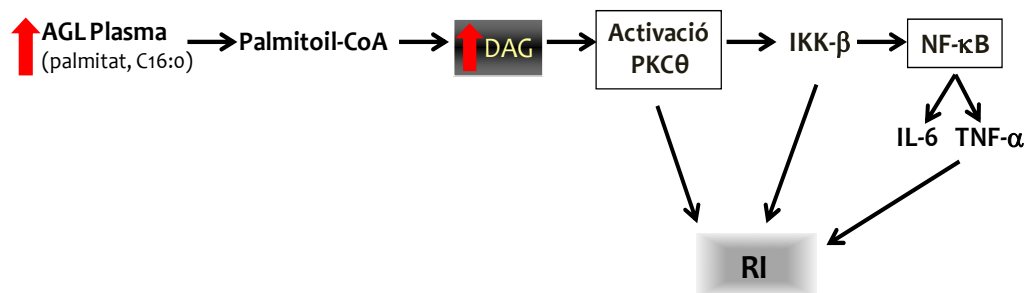 AGL Plasma
(palmitat, C16:0)
Palmitoil-CoA
DAG
Activació
PKCθ
IKK-β
NF-κB
IL-6 TNF-α
RI